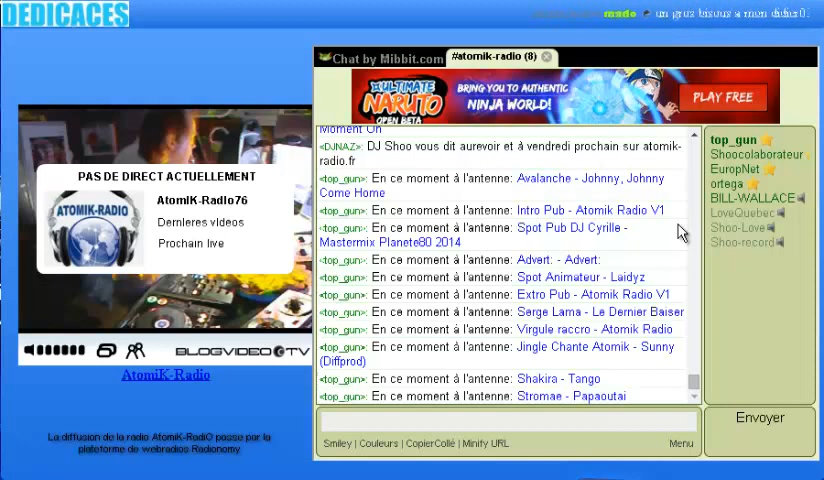 DEDICACES
mado
un gros bisous a mon didier
Chat by Mibbit.com
#atomik-radio (8)
ULTIMATE
NARUTO
OPEN BETA
BRING YOU TO AUTHENTIC
NINJA WORLD!
PLAY FREE
Moment On
<DJNAZ>: DJ Shoo vous dit aurevoir et à vendredi prochain sur atomik-
radio.fr
<top_gun>: En ce moment à l'antenne: Avalanche - Johnny, Johnny
Come Home
<top_gun>: En ce moment à l'antenne: Intro Pub - Atomik Radio V1
<top_gun>: En ce moment à l'antenne: Spot Pub DJ Cyrille -
Mastermix Planete80 2014
<top_gun>: En ce moment à l'antenne: Advert: - Advert:
<top_gun>: En ce moment à l'antenne: Spot Animateur - Laidyz
<top_gun>: En ce moment à l'antenne: Extro Pub - Atomik Radio V1
<top_gun>: En ce moment à l'antenne: Serge Lama - Le Dernier Baiser
<top_gun>: En ce moment à l'antenne: Virgule raccro - Atomik Radio
<top_gun>: En ce moment à l'antenne: Jingle Chante Atomik - Sunny
(Diffprod)
<top_gun>: En ce moment à l'antenne: Shakira - Tango
<top_gun>: En ce moment à l'antenne: Stromae - Papaoutai
top_gun
Shoocolaborateur
EuropNet
ortega
BILL-WALLACE
LoveQuebec
Shoo-Love
Shoo-record
Envoyer
Smiley | Couleurs | CopierCollé | Minify URL
Menu
PAS DE DIRECT ACTUELLEMENT
ATOMIK-RADIO
AtomIK-RadIo76
Dernieres videos
Prochain live
BLOGVIDEO TV
AtomiK-Radio
La diffusion de la radio AtomiK-RadiO passe par la
plateforme de webradios Radionomy